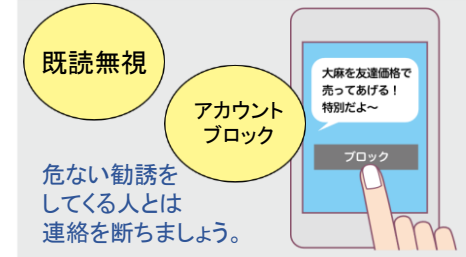 既読無視
アカウント
ブロック
危ない勧誘を
してくる人とは
連絡を断ちましょう。
大麻を友達価格で
売ってあげる！
特別だよ～
ブロック